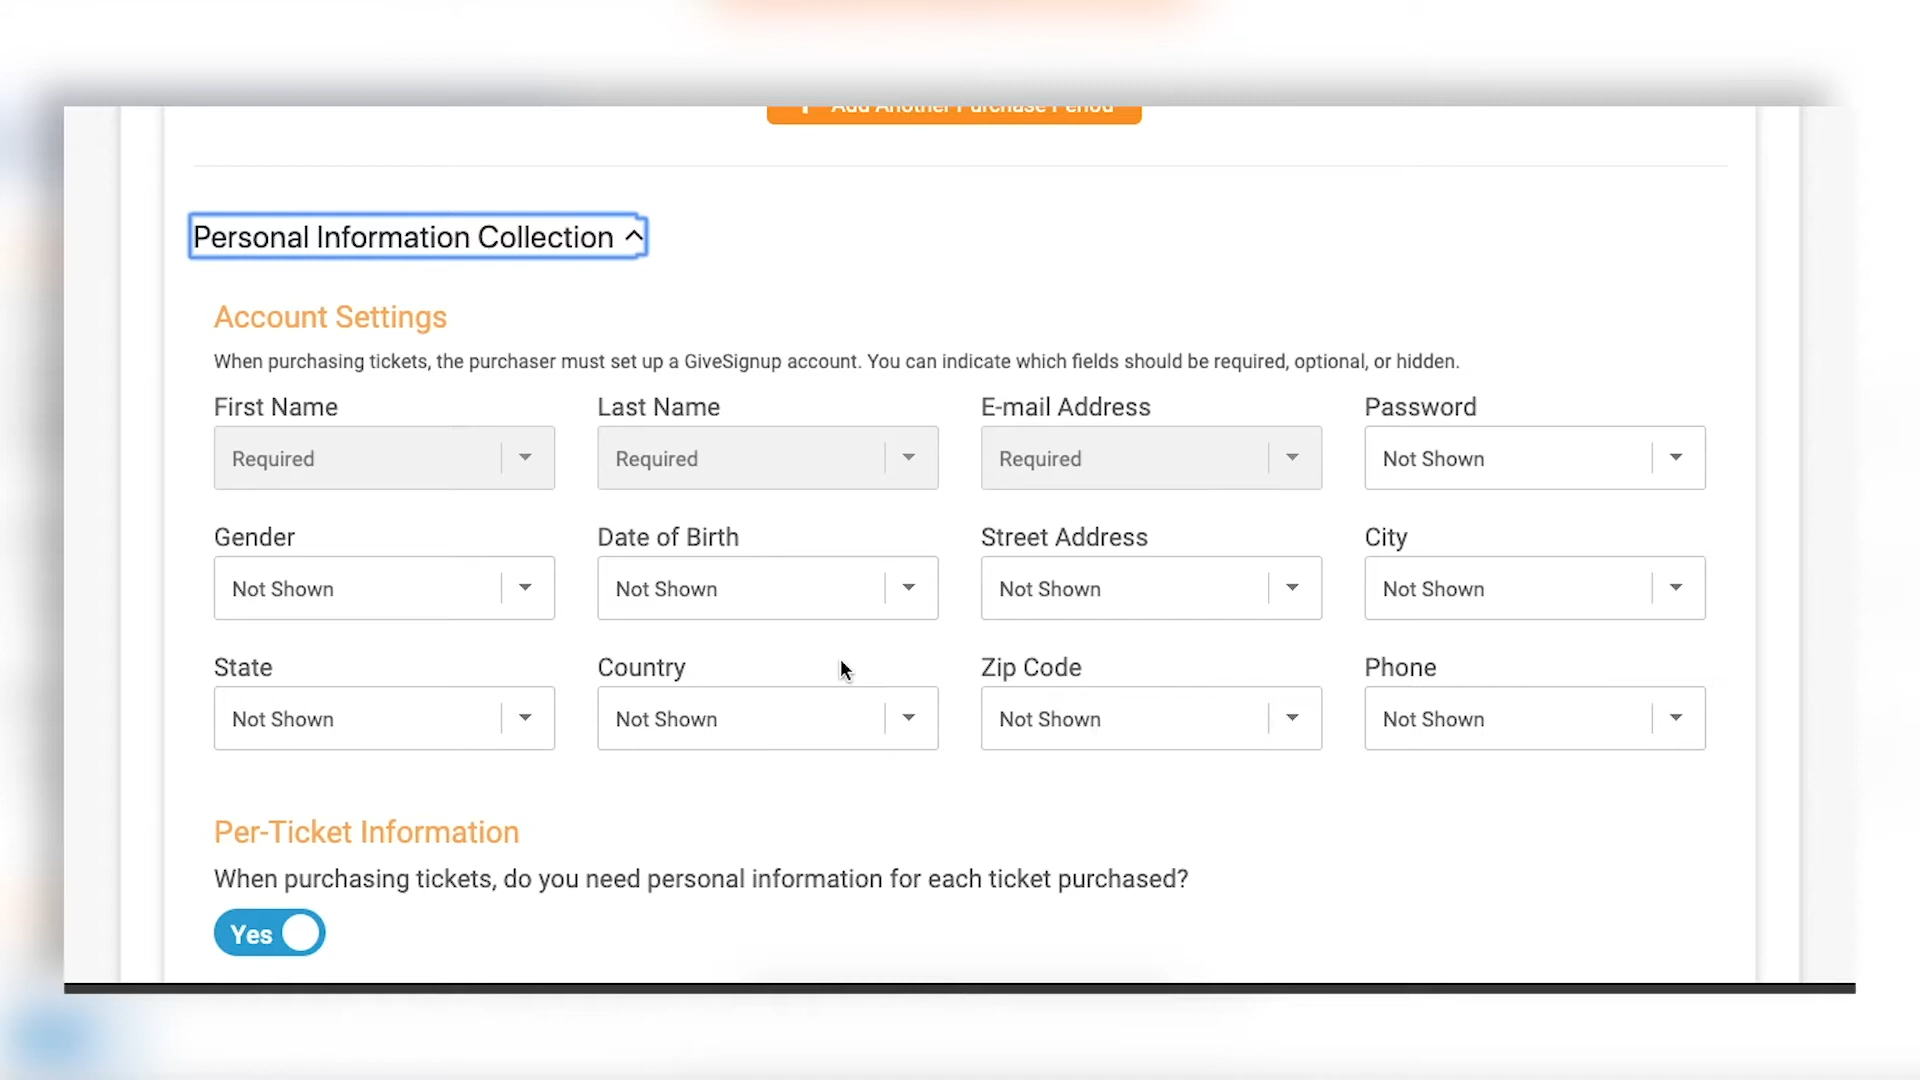 Add Another Purchase Period
Personal Information Collection
Account Settings
When purchasing tickets, the purchaser must set up a GiveSignup account. You can indicate which fields should be required, optional, or hidden.
First Name Last Name E-mail Address Password
Required Required Required Not Shown
Gender Date of Birth Street Address City
Not Shown Not Shown Not Shown Not Shown
State Country Zip Code Phone
Not Shown Not Shown Not Shown Not Shown
Per-Ticket Information
When purchasing tickets, do you need personal information for each ticket purchased?
Yes